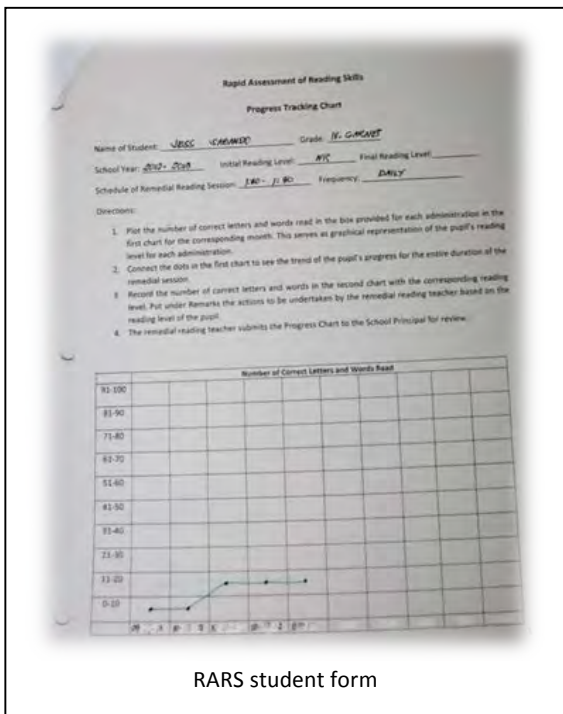 Rapid Assessment of Reading Skills
Progress Tracking Chart
Name of Student: JESS Grade: IV- GARNET
School Year: Initial Reading Level: Final Reading Level:
Schedule of Remedial Reading Session: Frequency: DAILY
Directions:
1. Plot the number of correct letters and words read in the box provided for each administration in the
first chart for the corresponding month. This serves as graphical representation of the pupil's reading
level for each administration.
2. Connect the dots in the first chart to see the trend of the pupil's progress for the entire duration of the
remedial session.
3. Record the number of correct letters and words in the second chart with the corresponding reading
level. Put under Remarks the actions to be undertaken by the remedial reading teacher based on the
reading level of the pupil.
4. The remedial reading teacher submits the Progress Chart to the School Principal for review.
Number of Correct Letters and Words Read
91-100
81-90
71-80
61-70
51-60
41-50
31-40
21-30
11-20
0-10
RARS student form